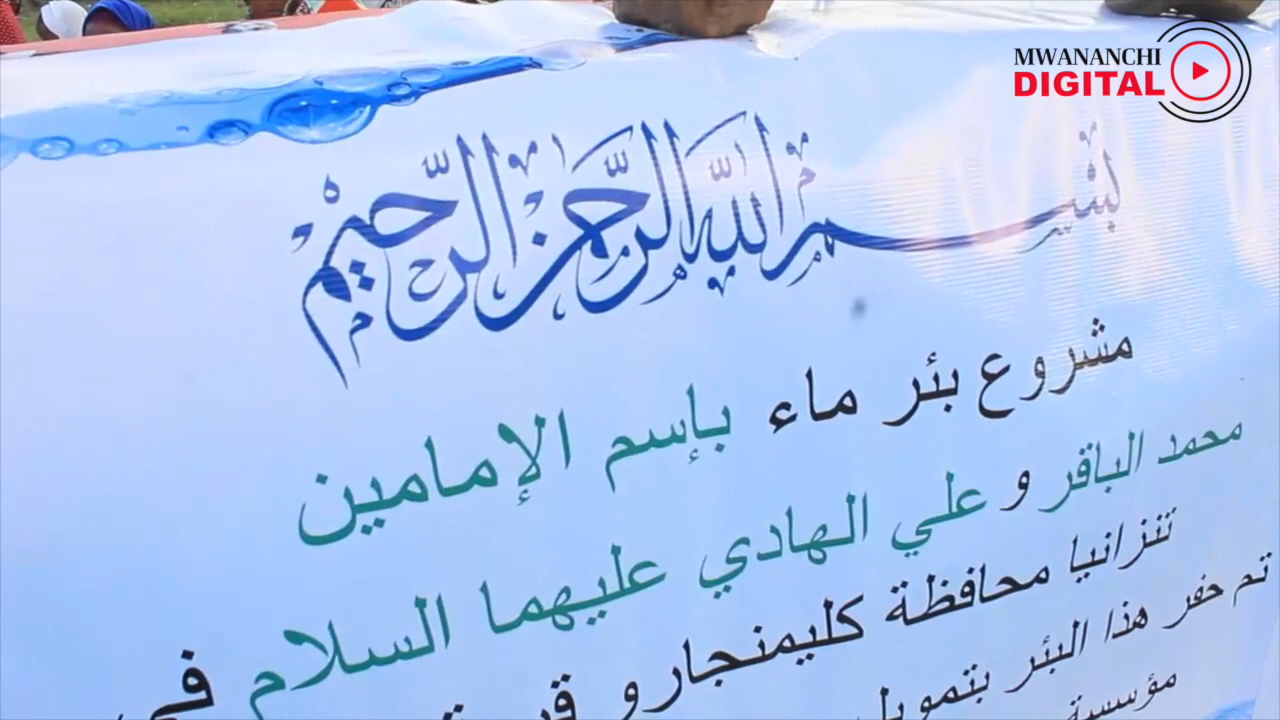 MWANANCHI
DIGITAL
بسم الله الرحمن الرحيم
مشروع بئر ماء بإسم الإمامين
محمد الباقر و علي الهادي عليهما السلام في
تنزانيا محافظة كليمنجارو
تم حفر هذا البئر بتمويل
مؤسسة